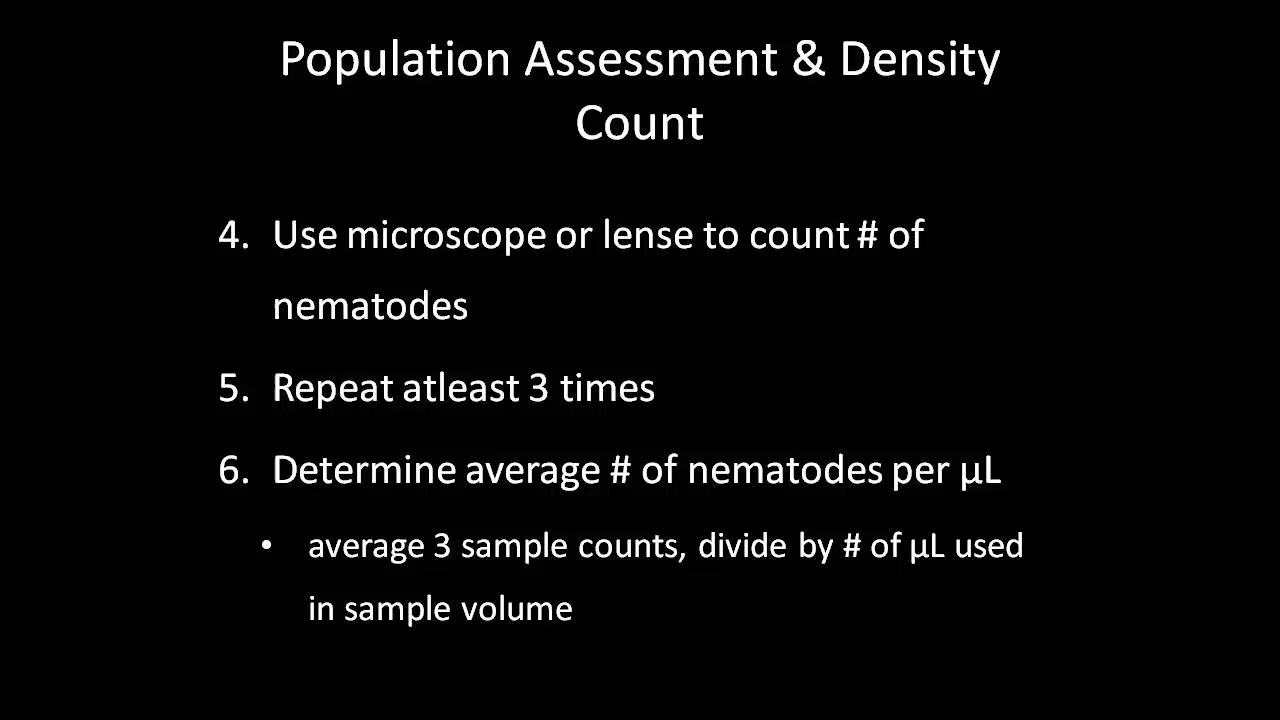 Population Assessment & Density
Count
4. Use microscope or lense to count # of
nematodes
5. Repeat atleast 3 times
6. Determine average # of nematodes per µL
• average 3 sample counts, divide by # of µL used
in sample volume